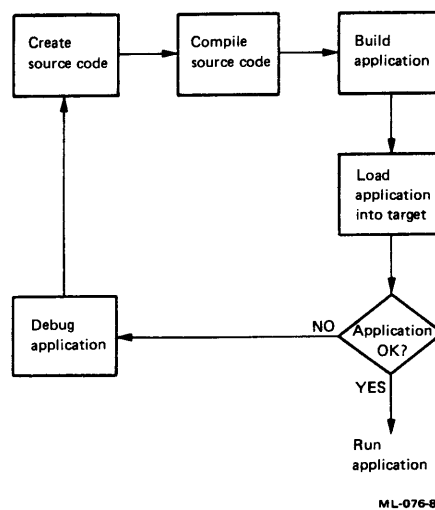 Create
source code
Compile
source code
Build
application
Load
application
into target
Application
OK?
NO
YES
Debug
application
Run
application
ML-076-8